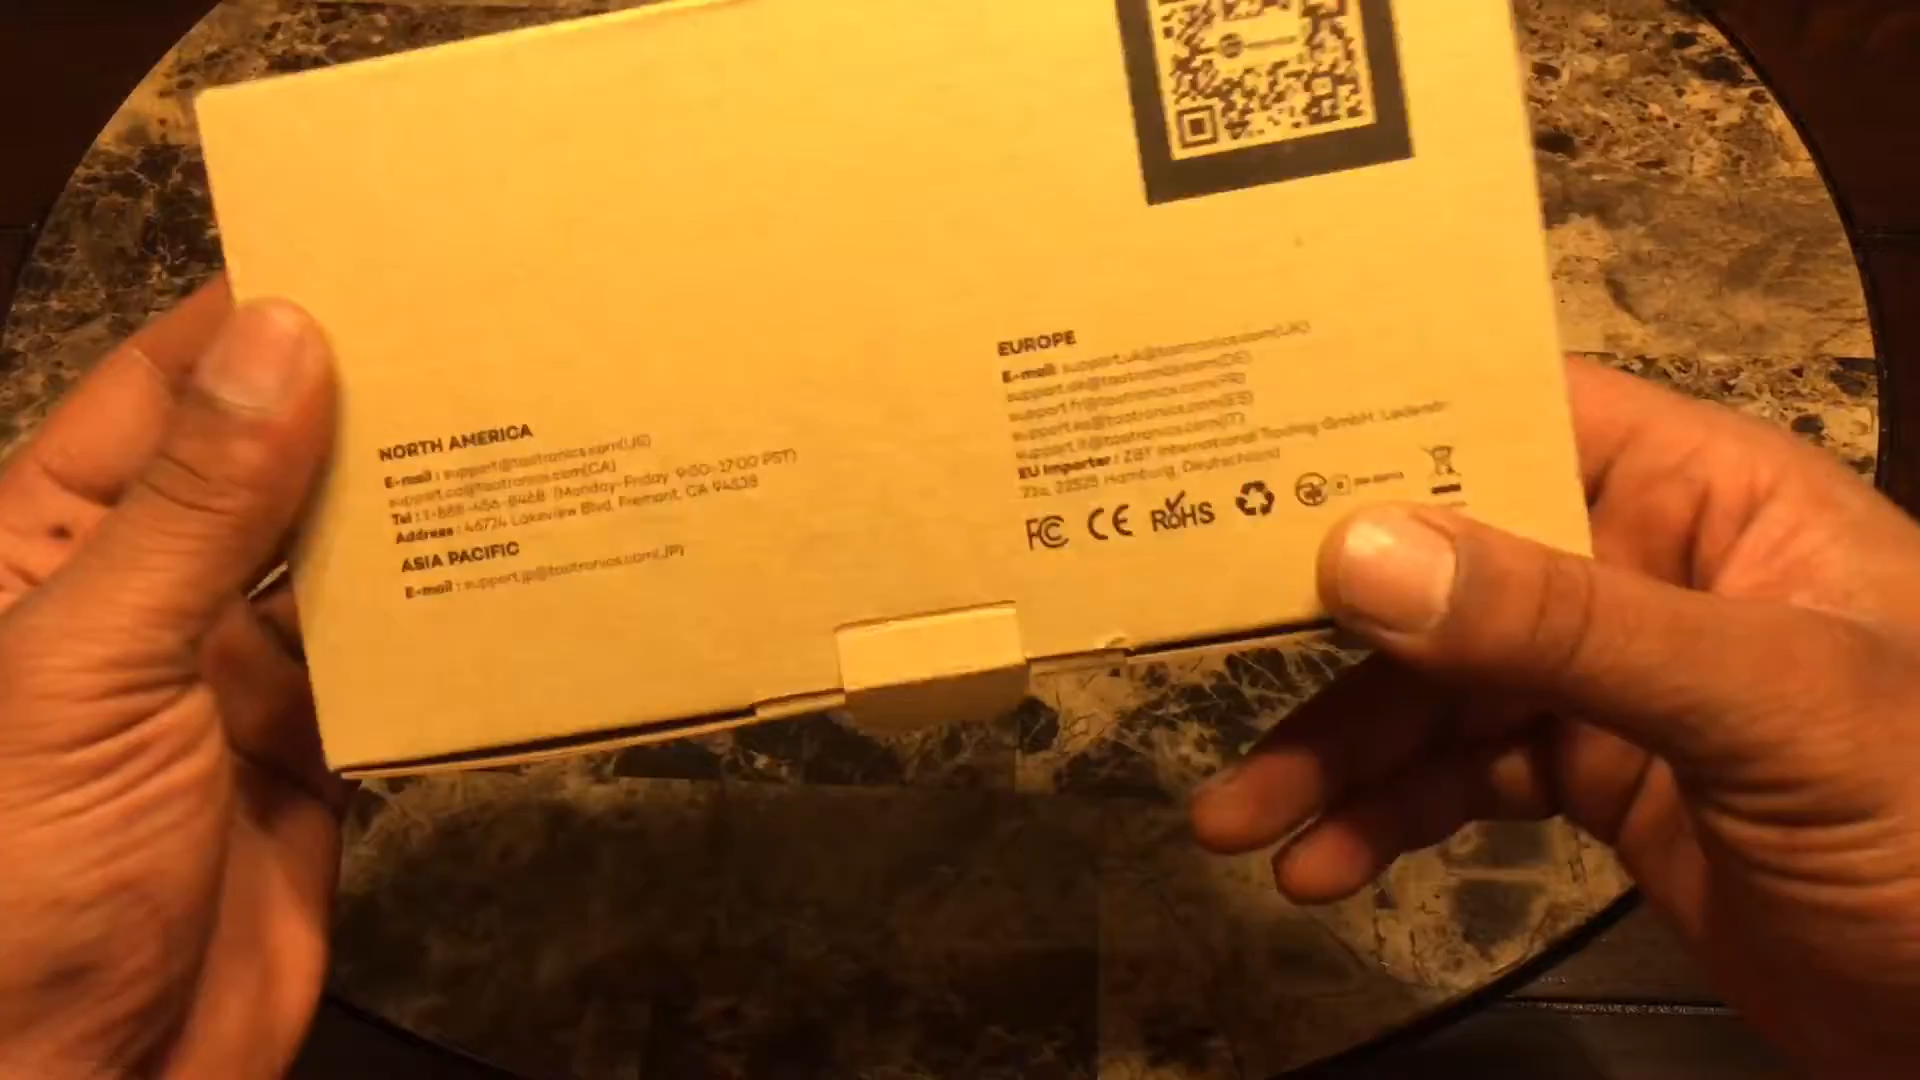 NORTH AMERICA
E-mail : support@taotronics.com(US)
support.ca@taotronics.com(CA)
Tel : 1-888-456-8468 (Monday-Friday 9:00-17:00 PST)
Address : 46724 Lakeview Blvd, Fremont, CA 94538
ASIA PACIFIC
E-mail : support.jp@taotronics.com(JP)
EUROPE
E-mail: support.uk@taotronics.com(UK)
support.de@taotronics.com(DE)
support.fr@taotronics.com(FR)
support.es@taotronics.com(ES)
support.it@taotronics.com(IT)
EU Importer : ZBT International Trading GmbH,
22525 Hamburg, Deutschland
FC CE RoHS